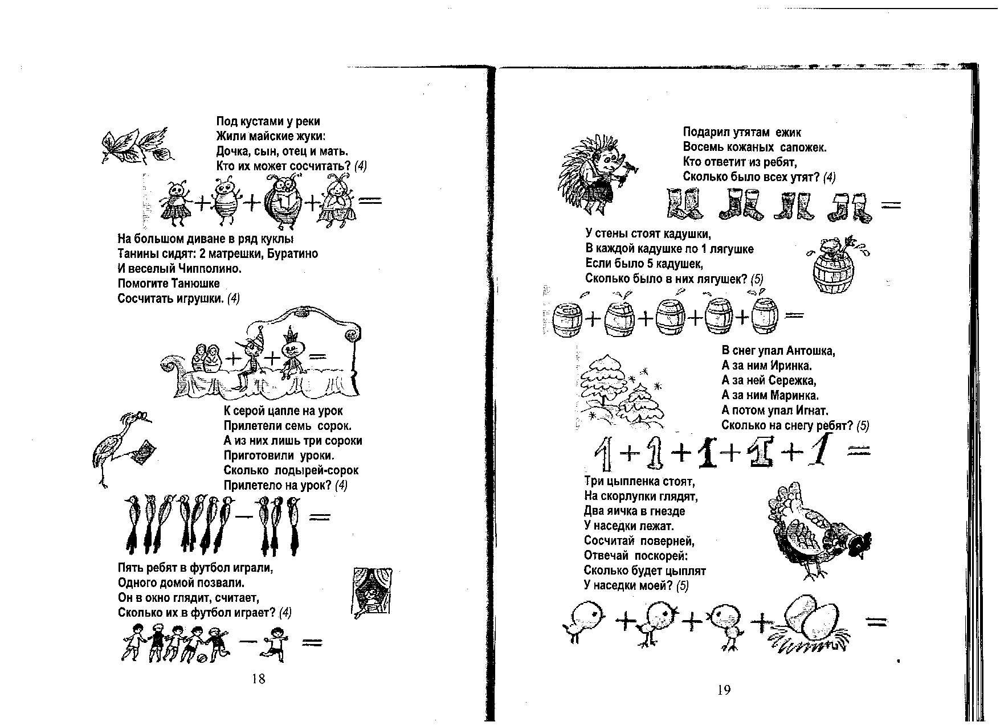 Под кустами у реки
Жили майские жуки:
Дочка, сын, отец и мать.
Кто их может сосчитать? (4)
+ + + =
На большом диване в ряд куклы
Танины сидят: 2 матрешки, Буратино
И веселый Чипполино.
Помогите Танюшке
Сосчитать игрушки. (4)
+ + =
К серой цапле на урок
Прилетели семь сорок.
А из них лишь три сороки
Приготовили уроки.
Сколько лодырей-сорок
Прилетело на урок? (4)
– =
Пять ребят в футбол играли,
Одного домой позвали.
Он в окно глядит, считает,
Сколько их в футбол играет? (4)
– =
18
Подарил утятам ежик
Восемь кожаных сапожек.
Кто ответит из ребят,
Сколько было всех утят? (4)
=
У стены стоят кадушки,
В каждой кадушке по 1 лягушке
Если было 5 кадушек,
Сколько было в них лягушек? (5)
+ + + + =
В снег упал Антошка,
А за ним Иринка.
А за ней Сережка,
А за ним Маринка.
А потом упал Игнат.
Сколько на снегу ребят? (5)
1 + 1 + 1 + 1 + 1 =
Три цыпленка стоят,
На скорлупки глядят,
Два яичка в гнезде
У наседки лежат.
Сосчитай поверней,
Отвечай поскорей:
Сколько будет цыплят
У наседки моей? (5)
+ + + =
19